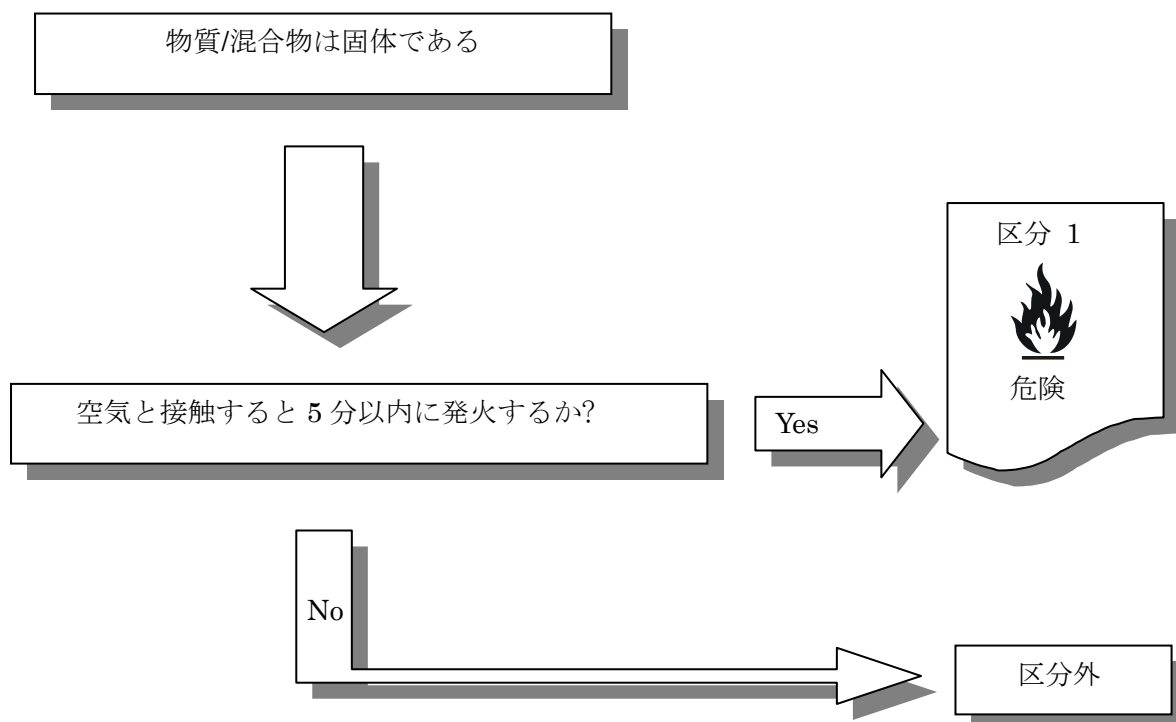 物質/混合物は固体である
区分 1
危険
空気と接触すると 5 分以内に発火するか?
Yes
No
区分外